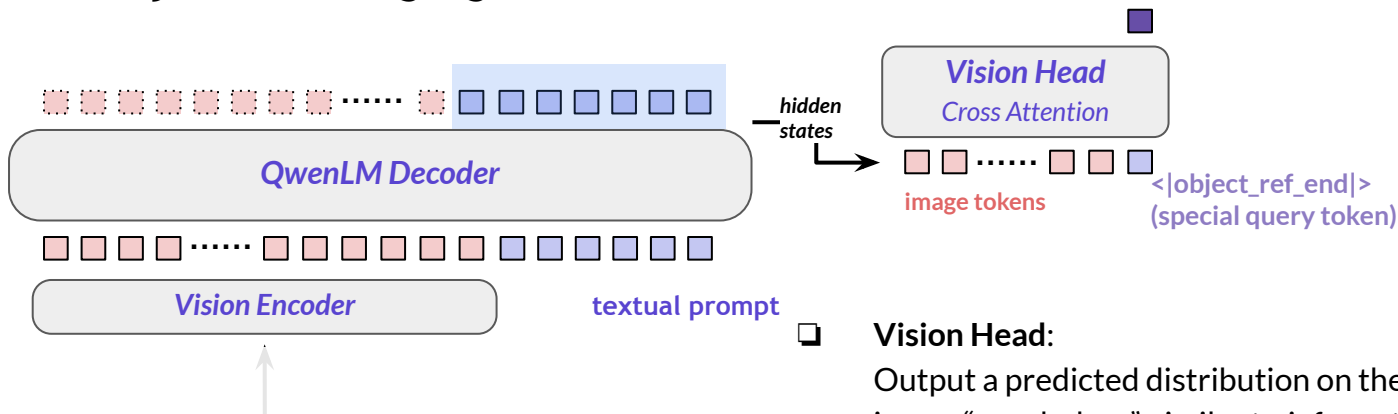 Vision Head
Cross Attention
hidden
states
QwenLM Decoder
<|object_ref_end|>
(special query token)
image tokens
Vision Encoder
textual prompt
❏ Vision Head:
Output a predicted distribution on the